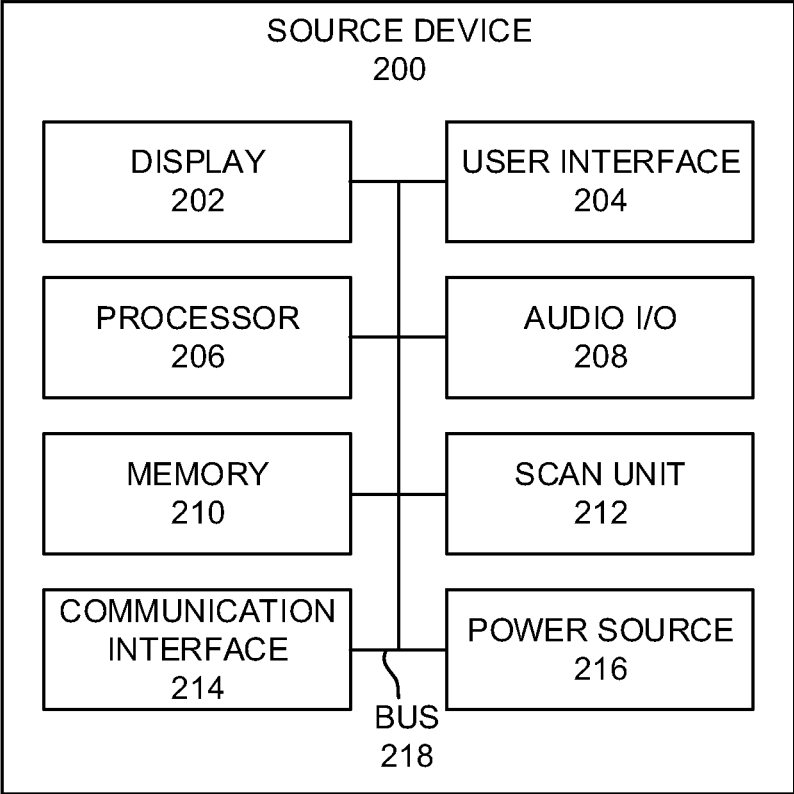 SOURCE DEVICE
200
DISPLAY
202
USER INTERFACE
204
PROCESSOR
206
AUDIO I/O
208
MEMORY
210
SCAN UNIT
212
COMMUNICATION
INTERFACE
214
POWER SOURCE
216
BUS
218